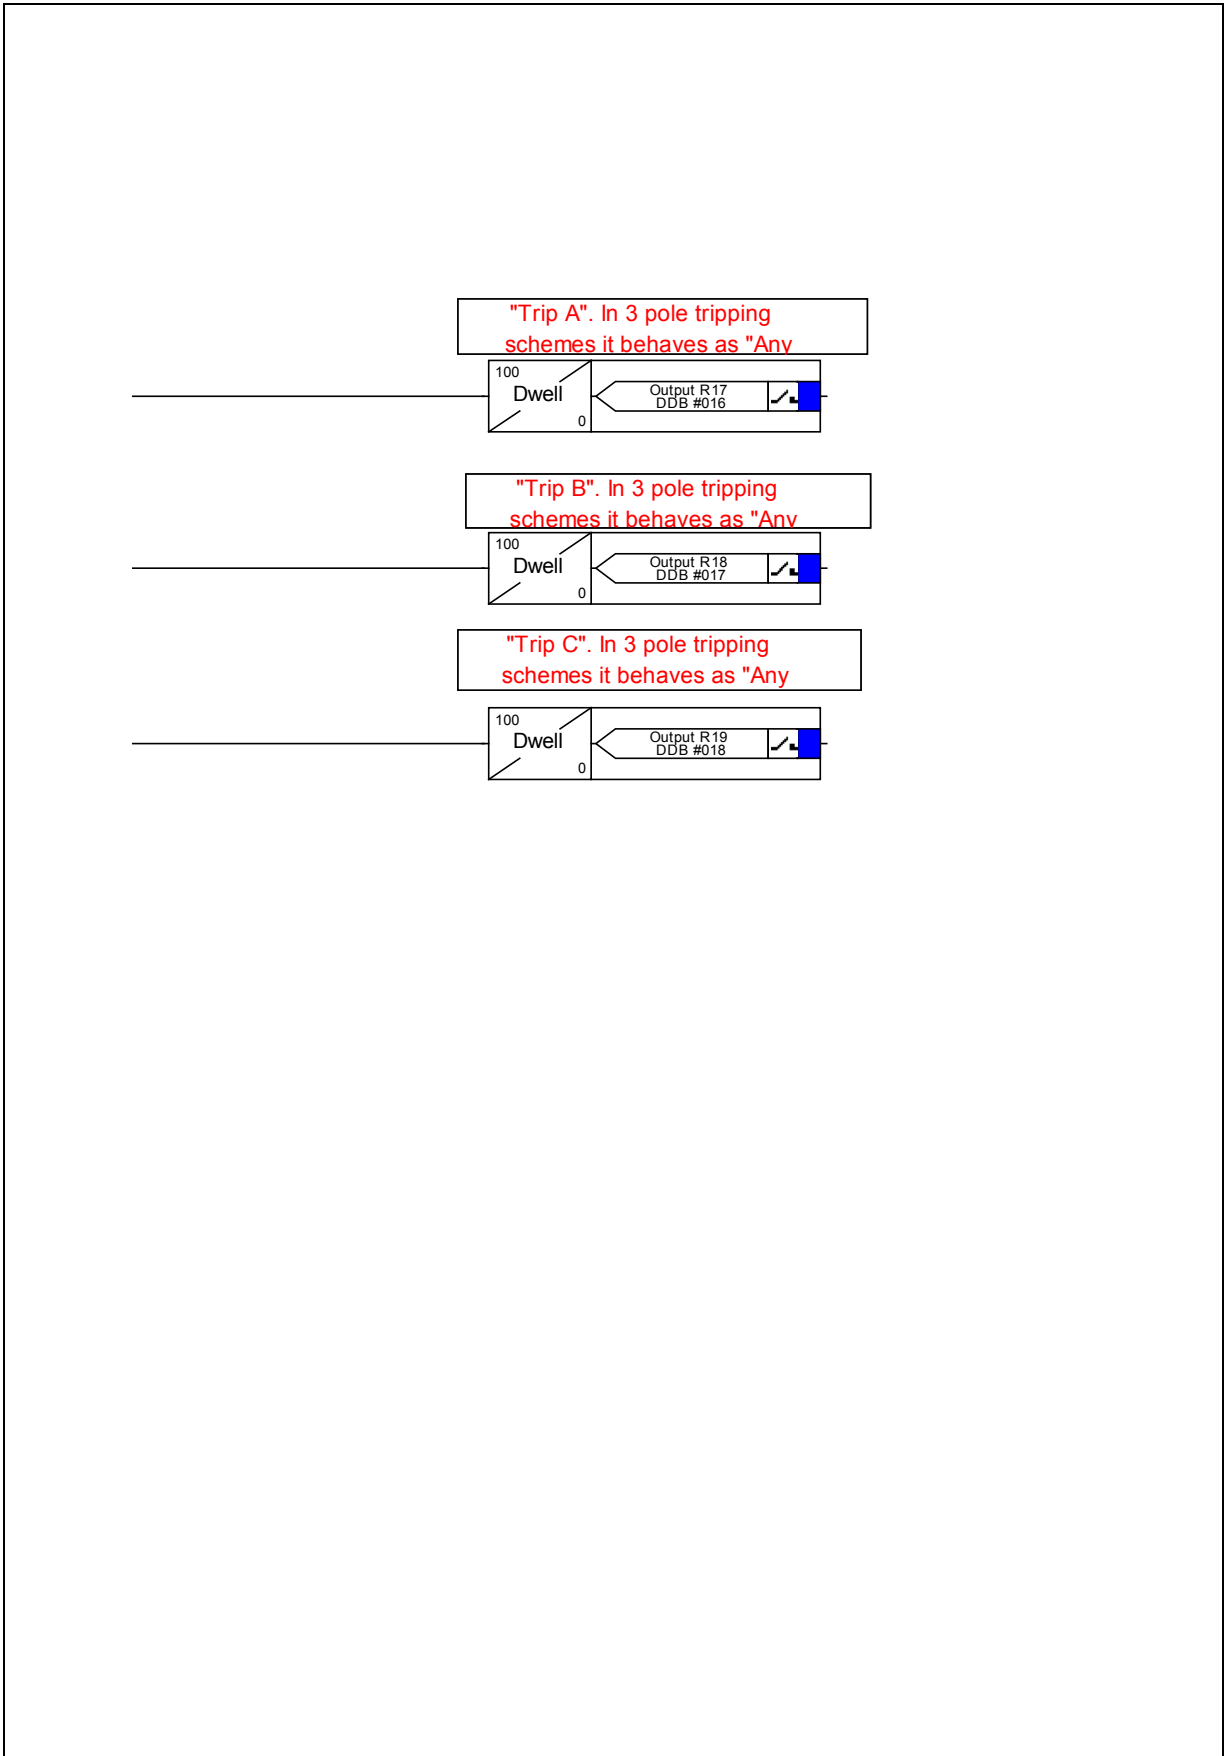 "Trip A". In 3 pole tripping
schemes it behaves as "Any
100
Dwell
0
Output R17
DDB #016
"Trip B". In 3 pole tripping
schemes it behaves as "Any
100
Dwell
0
Output R18
DDB #017
"Trip C". In 3 pole tripping
schemes it behaves as "Any
100
Dwell
0
Output R19
DDB #018